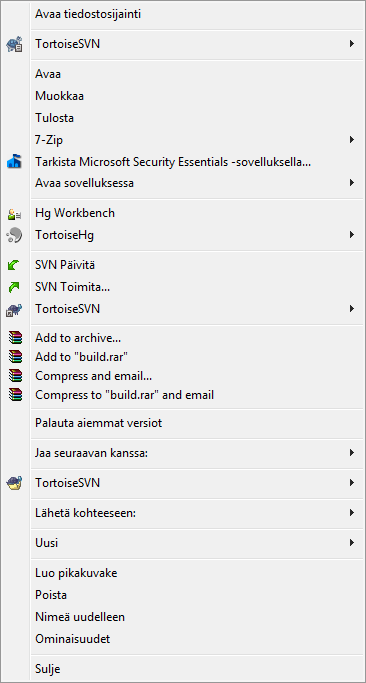 Avaa tiedostosijainti
TortoiseSVN
Avaa
Muokkaa
Tulosta
7-Zip
Tarkista Microsoft Security Essentials -sovelluksella...
Avaa sovelluksessa
Hg Workbench
TortoiseHg
SVN Päivitä
SVN Toimita...
TortoiseSVN
Add to archive...
Add to "build.rar"
Compress and email...
Compress to "build.rar" and email
Palauta aiemmat versiot
Jaa seuraavan kanssa:
TortoiseSVN
Lähetä kohteeseen:
Uusi
Luo pikakuvake
Poista
Nimeä uudelleen
Ominaisuudet
Sulje